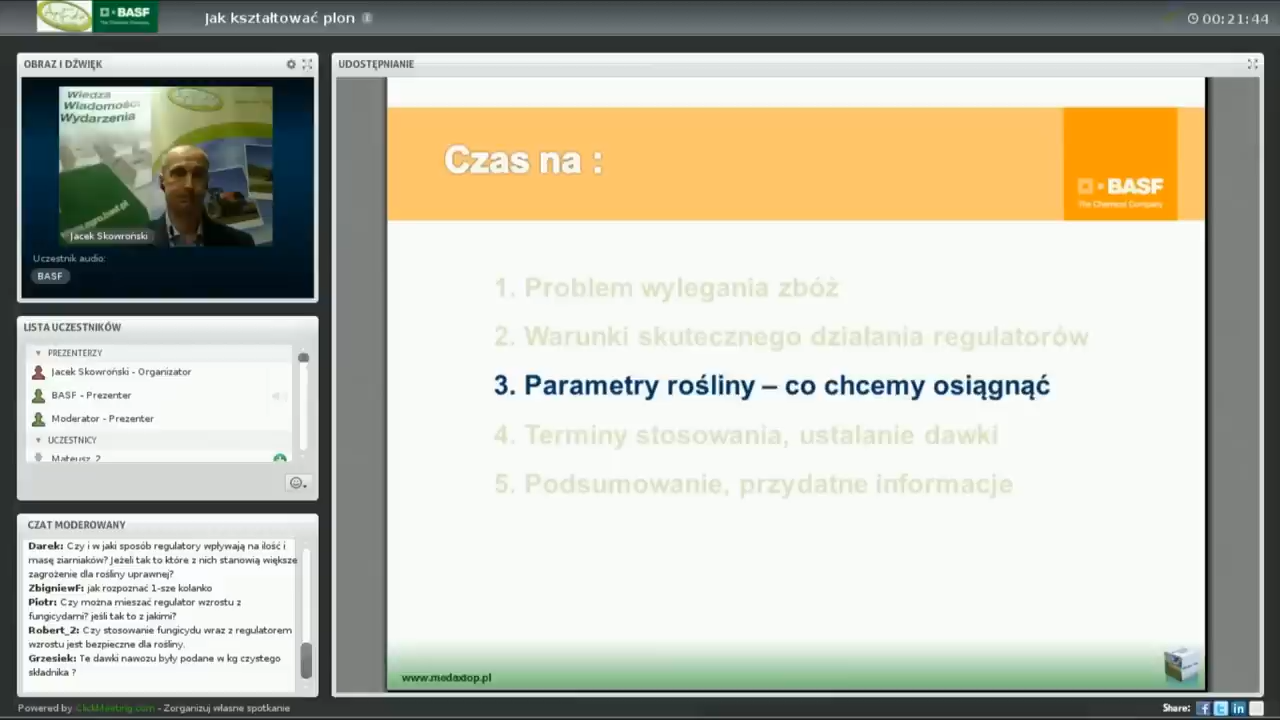 BASF
The Chemical Company
Jak kształtować plon
00:21:44
OBRAZ I DŹWIĘK
Wiedza
Wiadomości
Wydarzenia
Jacek Skowroński
Uczestnik audio:
BASF
LISTA UCZESTNIKÓW
PREZENTERZY
Jacek Skowroński - Organizator
BASF - Prezenter
Moderator - Prezenter
UCZESTNICY
Mateusz_2
CZAT MODEROWANY
Darek: Czy i w jaki sposób regulatory wpływają na ilość i
masę ziarniaków? Jeżeli tak to które z nich stanowią większe
zagrożenie dla rośliny uprawnej?
ZbigniewF: jak rozpoznać 1-sze kolanko
Piotr: Czy można mieszać regulator wzrostu z
fungicydami? jeśli tak to z jakimi?
Robert_2: Czy stosowanie fungicydu wraz z regulatorem
wzrostu jest bezpieczne dla rośliny.
Grzesiek: Te dawki nawozu były podane w kg czystego
składnika ?
UDOSTĘPNIANIE
Czas na :
BASF
The Chemical Company
1. Problem wylegania zbóż
2. Warunki skutecznego działania regulatorów
3. Parametry rośliny – co chcemy osiągnąć
4. Terminy stosowania, ustalanie dawki
5. Podsumowanie, przydatne informacje
www.medaxtop.pl
Powered by ClickMeeting.com - Zorganizuj własne spotkanie
Share: